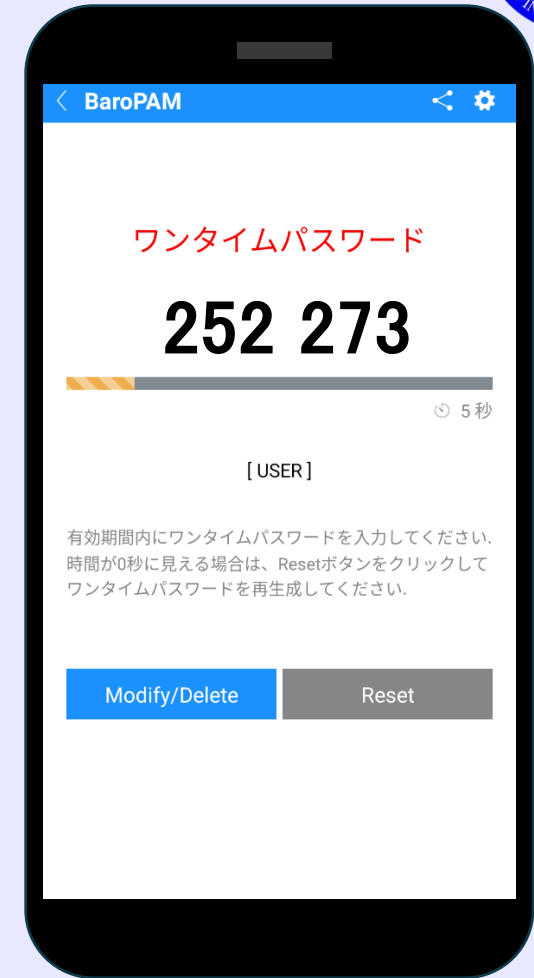 BaroPAM
ワンタイムパスワード
252 273
5 秒
[ USER ]
有効期間内にワンタイムパスワードを入力してください.
時間が0秒に見える場合は、Resetボタンをクリックして
ワンタイムパスワードを再生成してください.
Modify/Delete
Reset